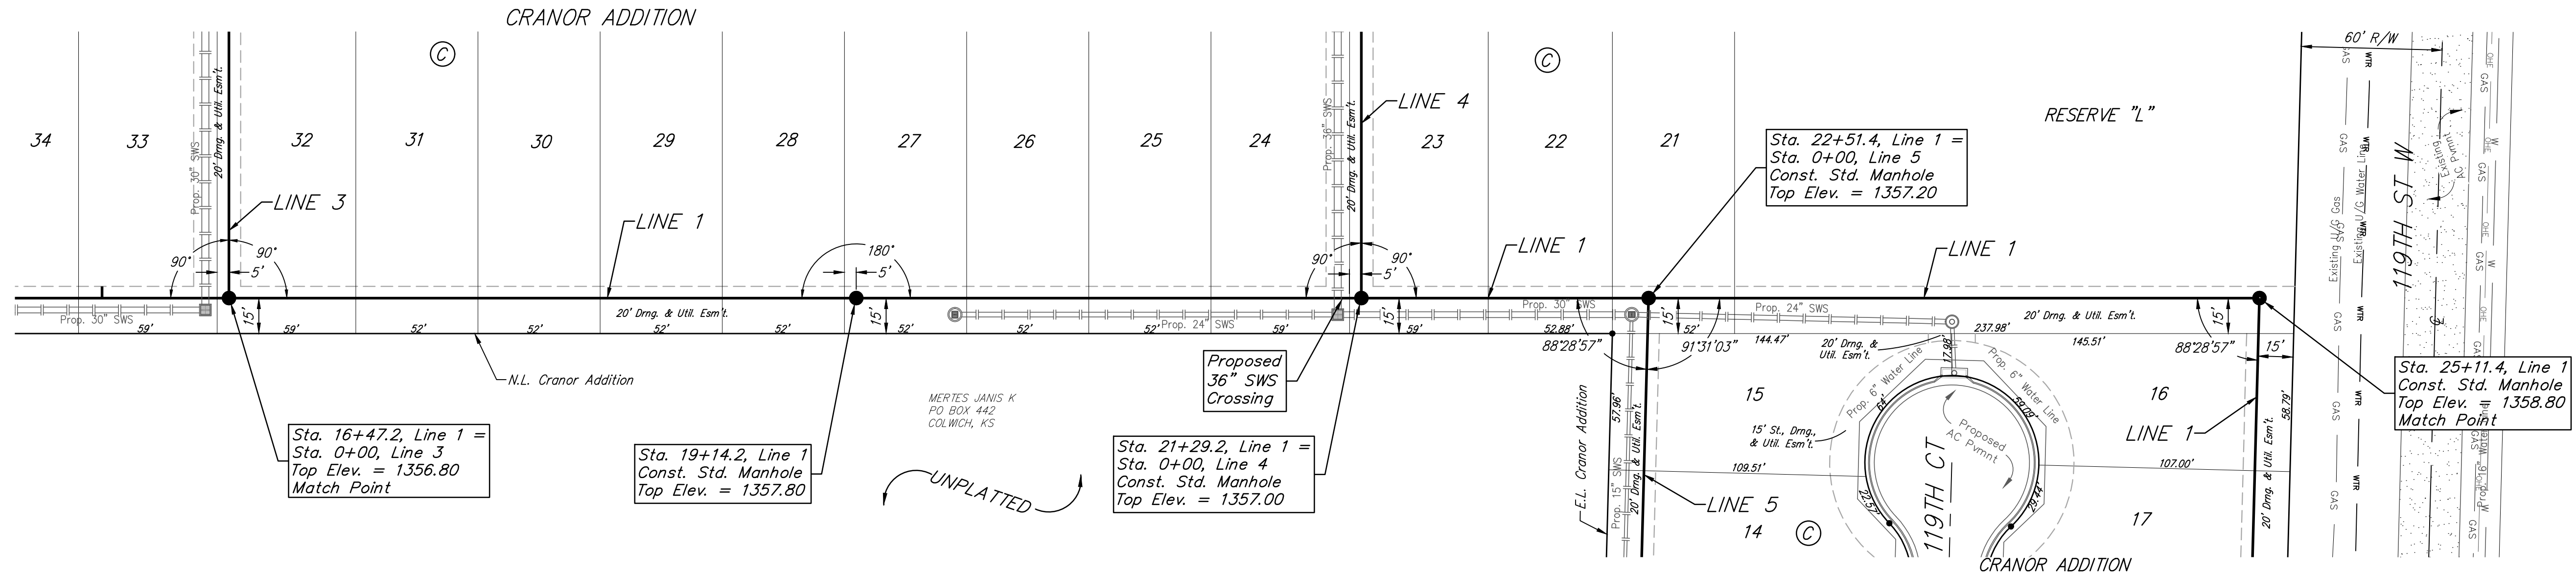 CRANOR ADDITION
C
C
60' R/W
34
33
32
31
30
29
28
27
26
25
24
23
22
21
RESERVE "L"
Prop. 30" SWS
20' Drng. & Util. Esm't.
LINE 3
LINE 1
Prop. 36" SWS
20' Drng. & Util. Esm't.
LINE 4
LINE 1
LINE 1
Sta. 22+51.4, Line 1 =
Sta. 0+00, Line 5
Const. Std. Manhole
Top Elev. = 1357.20
GAS
WTR
Existing U/G Gas
Existing U/G Water Line
119TH ST W
Existing
AC Pvmnt
OHE
GAS
W
90°
90°
5'
180°
5'
90°
90°
5'
15'
15'
15'
15'
15'
15'
Prop. 30" SWS
20' Drng. & Util. Esm't.
Prop. 24" SWS
Prop. 30" SWS
Prop. 24" SWS
20' Drng. & Util. Esm't.
59'
59'
52'
52'
52'
52'
52'
52'
52'
59'
59'
52.88'
52'
144.47'
237.98'
145.51'
88°28'57"
91°31'03"
88°28'57"
20' Drng. &
Util. Esm't.
17.98'
N.L. Cranor Addition
Proposed
36" SWS
Crossing
MERTES JANIS K
PO BOX 442
COLWICH, KS
UNPLATTED
Sta. 16+47.2, Line 1 =
Sta. 0+00, Line 3
Top Elev. = 1356.80
Match Point
Sta. 19+14.2, Line 1
Const. Std. Manhole
Top Elev. = 1357.80
Sta. 21+29.2, Line 1 =
Sta. 0+00, Line 4
Const. Std. Manhole
Top Elev. = 1357.00
E.L. Cranor Addition
57.96'
Prop. 15" SWS
20' Drng. & Util. Esm't.
LINE 5
15
14
C
16
17
Prop. 6" Water Line
Prop. 6" Water Line
64'
59.09'
15' St., Drng.,
& Util. Esm't.
Proposed
AC Pvmnt
109.51'
107.00'
22.57'
29.44'
119TH CT
LINE 1
20' Drng. & Util. Esm't.
58.79'
Sta. 25+11.4, Line 1
Const. Std. Manhole
Top Elev. = 1358.80
Match Point
CRANOR ADDITION